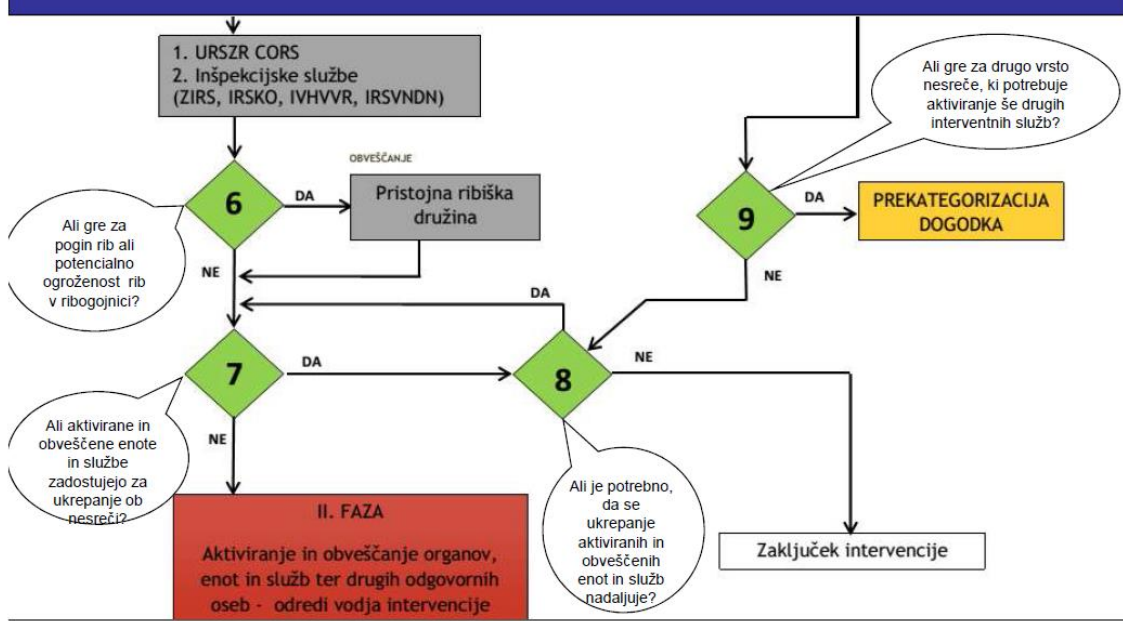 1. URSZR CORS
2. Inšpekcijske službe
(ZIRS, IRSKO, IVHVVR, IRSVNDN)
Ali gre za drugo vrsto
nesreče, ki potrebuje
aktiviranje še drugih
interventnih služb?
OBVEŠČANJE
6
DA
Pristojna ribiška
družina
9
DA
PREKATEGORIZACIJA
DOGODKA
Ali gre za
pogin rib ali
potencialno
ogroženost rib
v ribogojnici?
NE
NE
DA
7
DA
8
NE
Ali aktivirane in
obveščene enote
in službe
zadostujejo za
ukrepanje ob
nesreči?
NE
Ali je potrebno,
da se
ukrepanje
aktiviranih in
obveščenih
enot in služb
nadaljuje?
II. FAZA
Aktiviranje in obveščanje organov,
enot in služb ter drugih odgovornih
oseb - odredi vodja intervencije
Zaključek intervencije